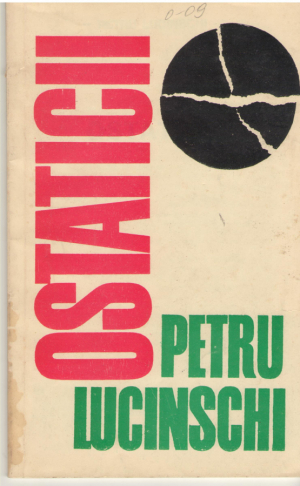 0-09
OSTATICII
PETRU
LUCINSCHI